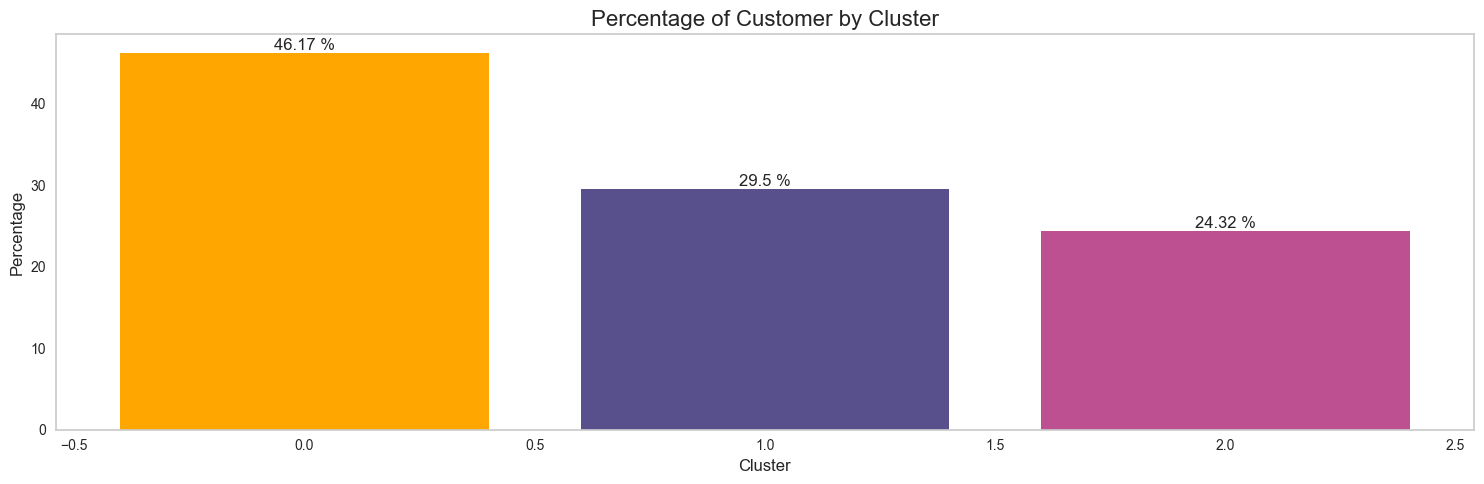 Percentage of Customer by Cluster
46.17 %
29.5 %
24.32 %
Percentage
40
30
20
10
0
−0.5 0.0 0.5 1.0 1.5 2.0 2.5
Cluster